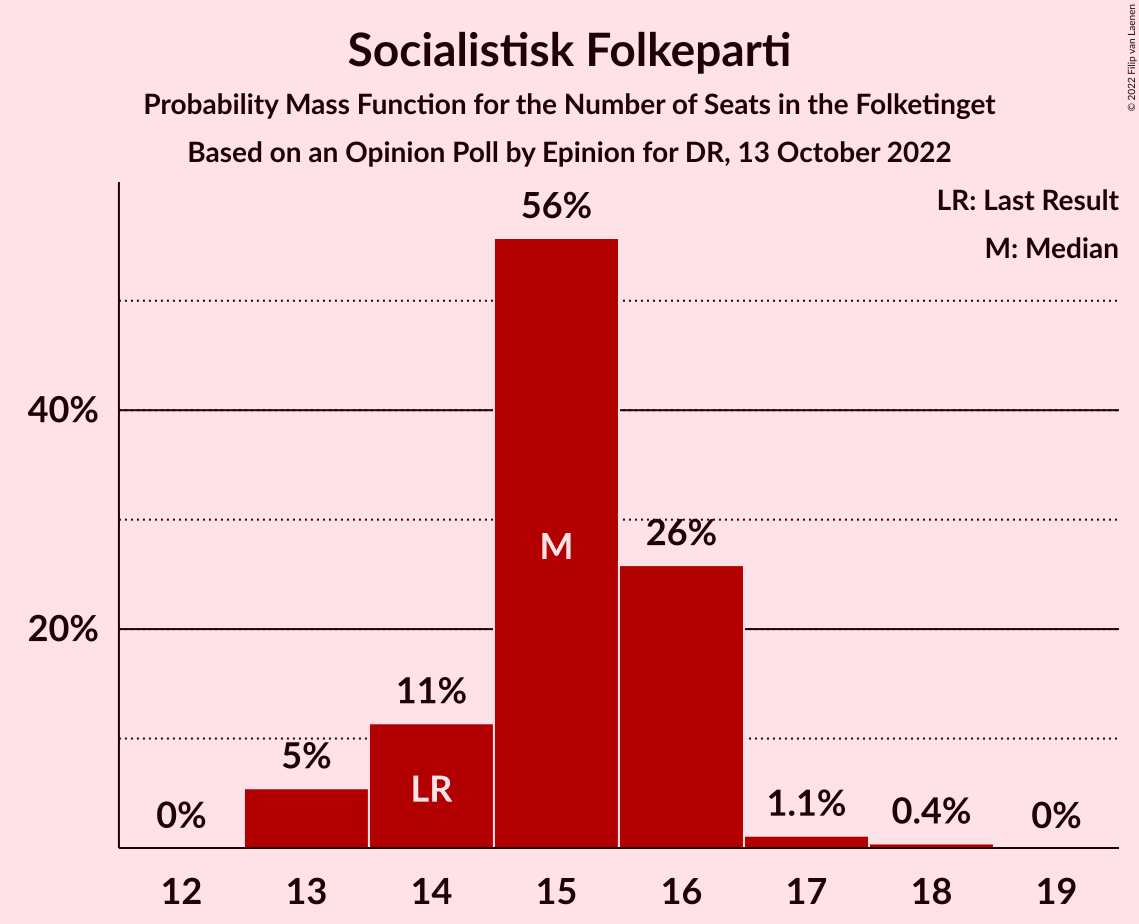 Socialistisk Folkeparti
Probability Mass Function for the Number of Seats in the Folketinget
Based on an Opinion Poll by Epinion for DR, 13 October 2022
© 2022 Filip van Laenen
LR: Last Result
M: Median
56%
40%
M
26%
20%
11%
5%
LR
0%
1.1%
0.4%
0%
12 13 14 15 16 17 18 19